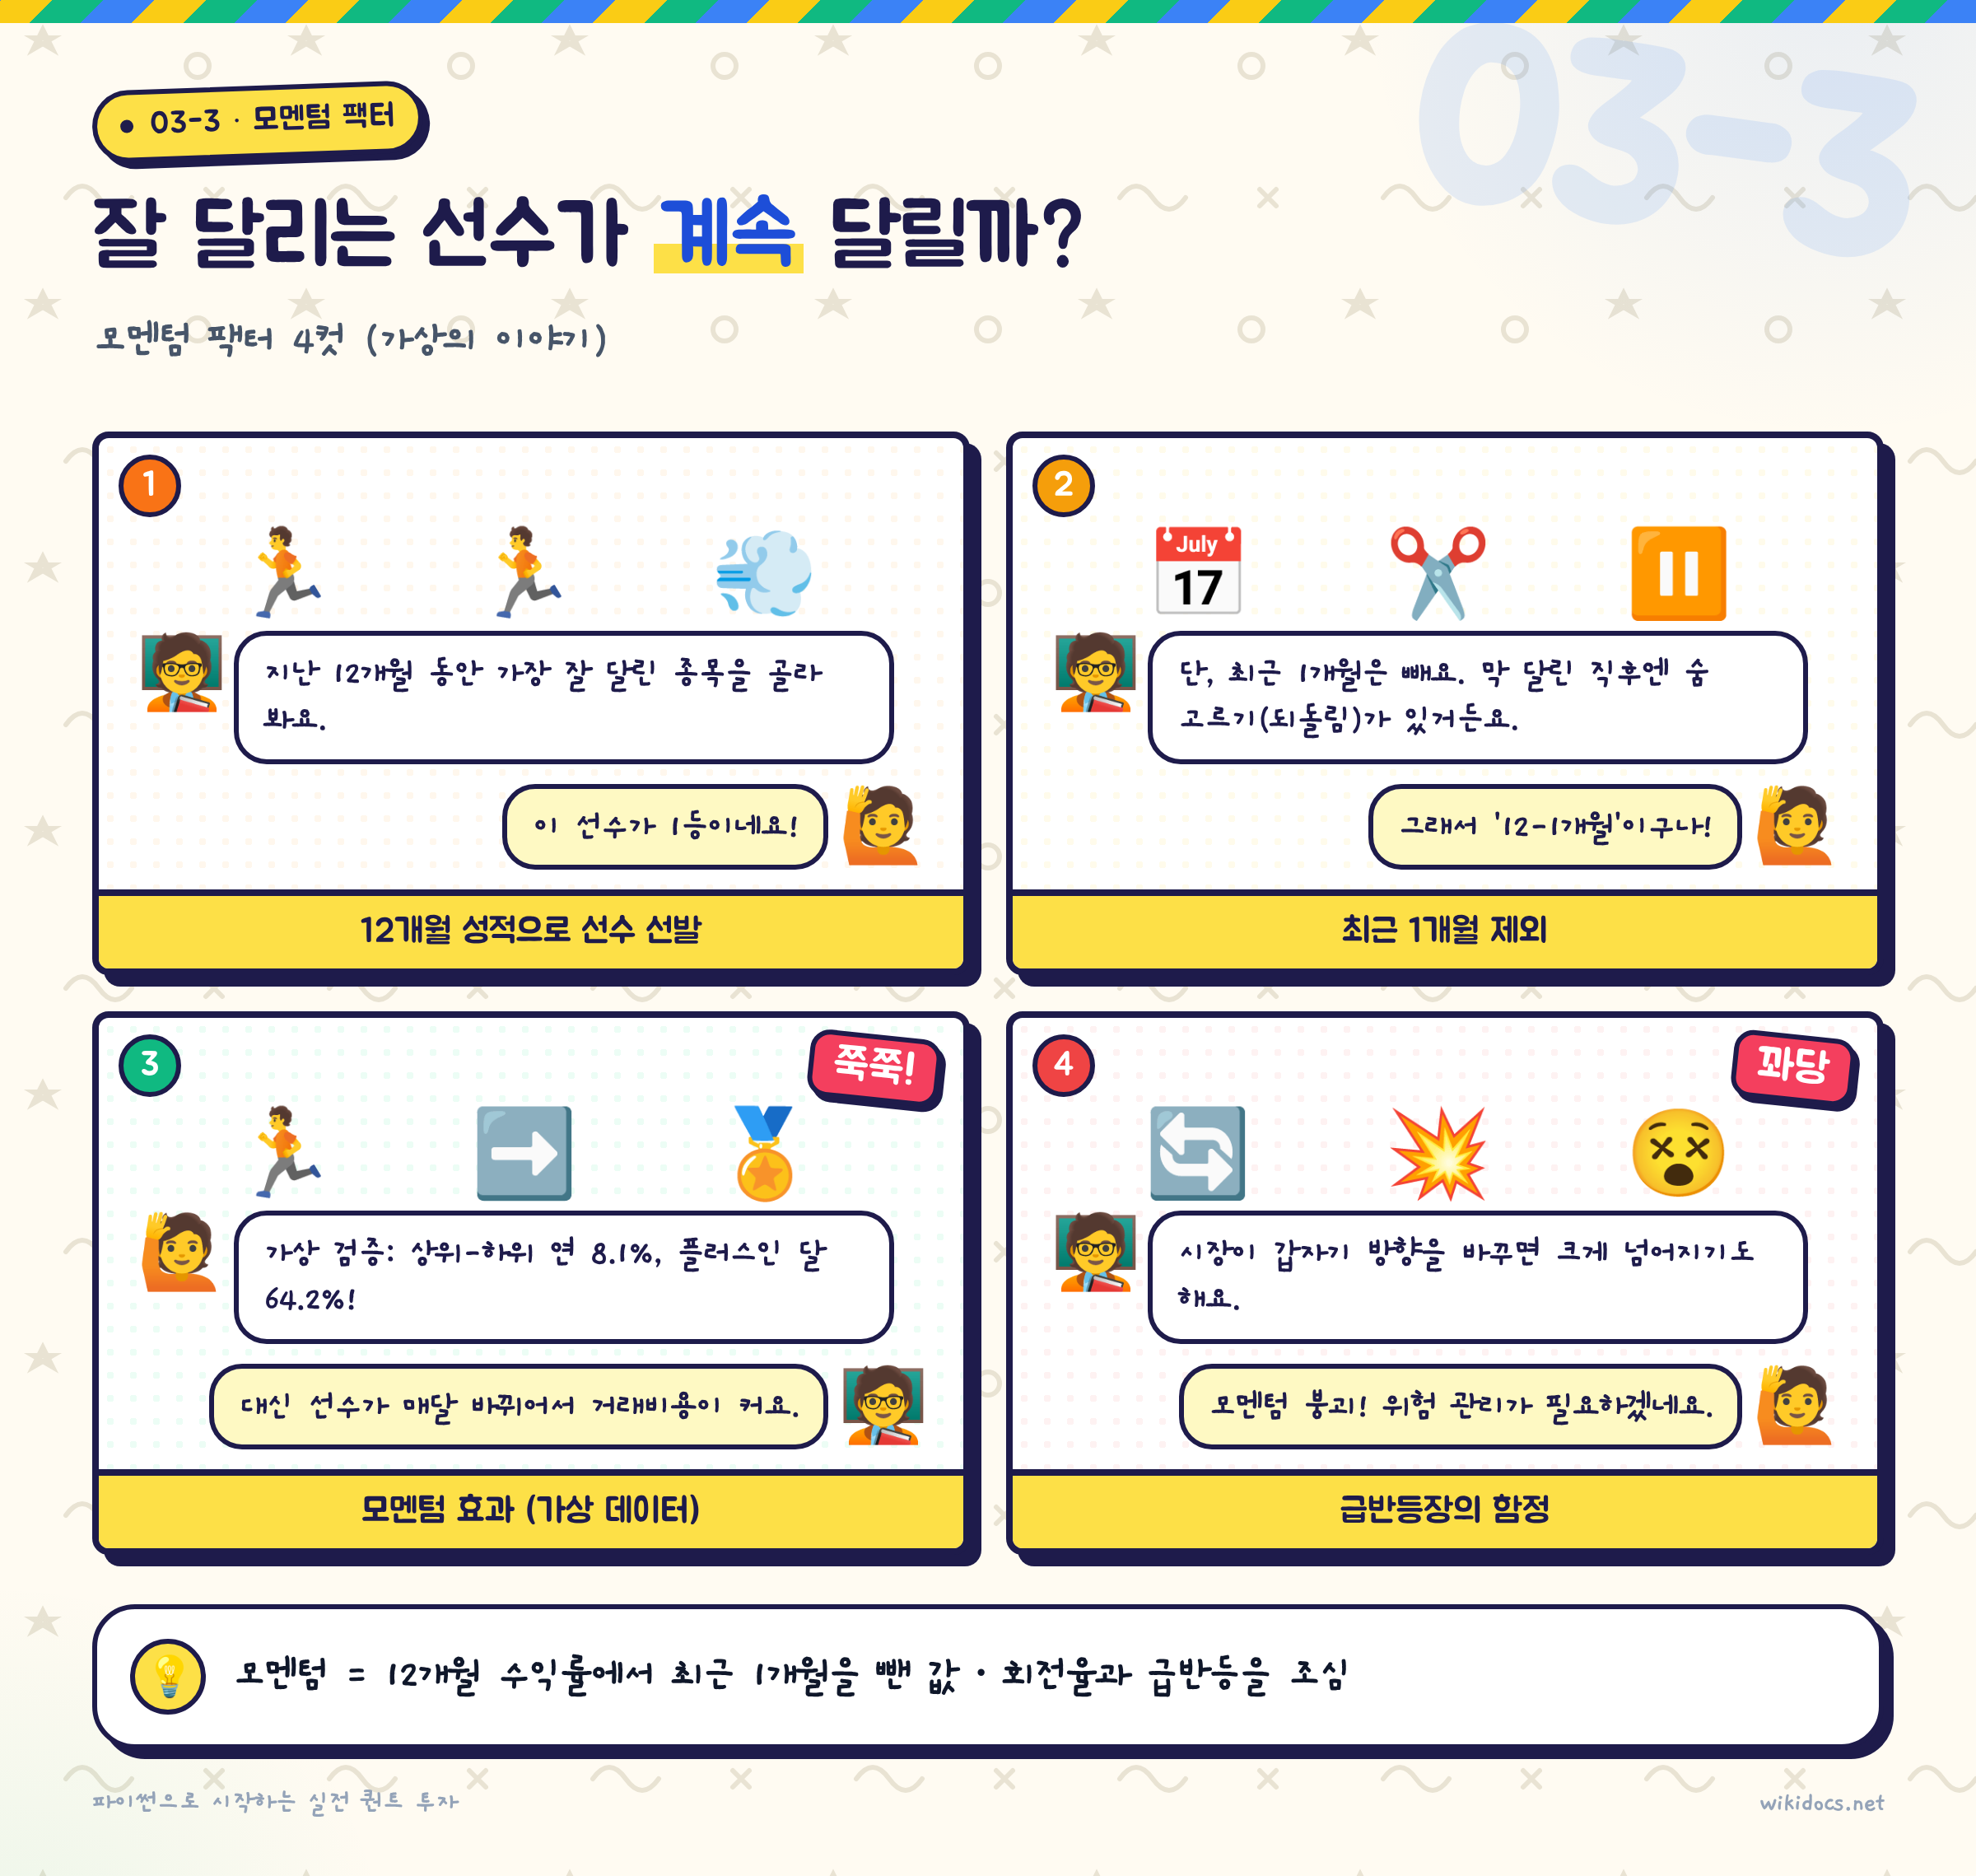 03-3
03-3 · 모멘텀 팩터
잘 달리는 선수가 계속 달릴까?
모멘텀 팩터 4컷 (가상의 이야기)
1
지난 12개월 동안 가장 잘 달린 종목을 골라
봐요.
이 선수가 1등이네요!
12개월 성적으로 선수 선발
2
July
17
단, 최근 1개월은 빼요. 막 달린 직후엔 숨
고르기(되돌림)가 있거든요.
그래서 '12-1개월'이구나!
최근 1개월 제외
3
쭉쭉!
가상 검증: 상위-하위 연 8.1%, 플러스인 달
64.2%!
대신 선수가 매달 바뀌어서 거래비용이 커요.
모멘텀 효과 (가상 데이터)
4
꽈당
시장이 갑자기 방향을 바꾸면 크게 넘어지기도
해요.
모멘텀 붕괴! 위험 관리가 필요하겠네요.
급반등장의 함정
모멘텀 = 12개월 수익률에서 최근 1개월을 뺀 값 · 회전율과 급반등을 조심
파이썬으로 시작하는 실전 퀀트 투자
wikidocs.net